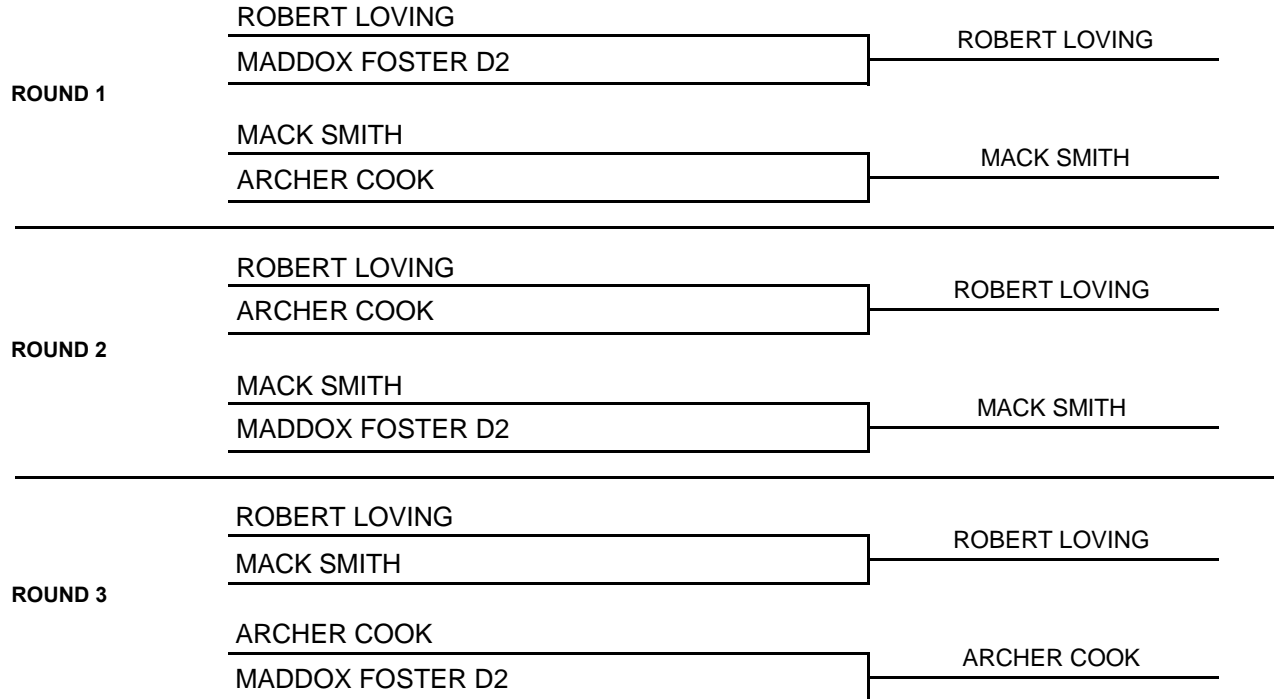 ROBERT LOVING
ROBERT LOVING
MADDOX FOSTER D2
ROUND 1
MACK SMITH
MACK SMITH
ARCHER COOK
ROBERT LOVING
ROBERT LOVING
ARCHER COOK
ROUND 2
MACK SMITH
MACK SMITH
MADDOX FOSTER D2
ROBERT LOVING
ROBERT LOVING
MACK SMITH
ROUND 3
ARCHER COOK
ARCHER COOK
MADDOX FOSTER D2